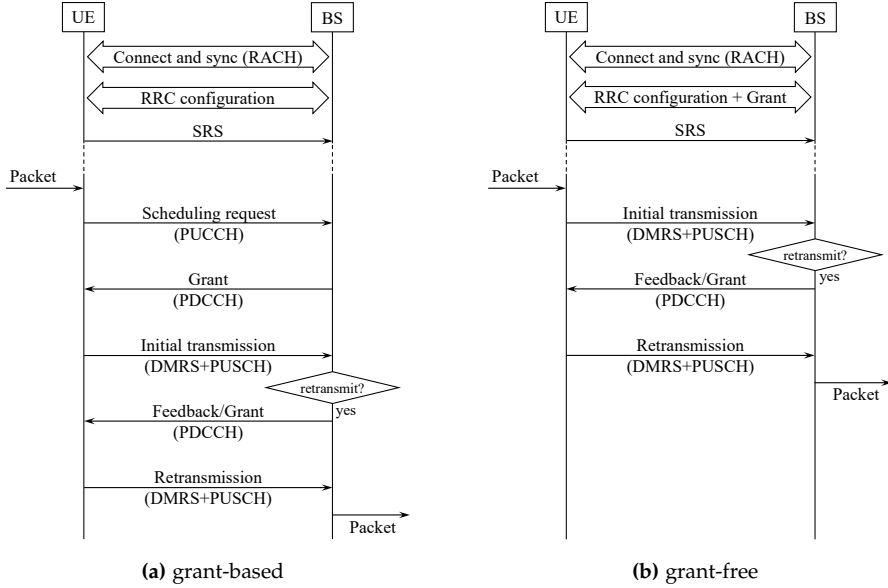 UE
BS
Connect and sync (RACH)
RRC configuration
SRS
Packet
Scheduling request
(PUCCH)
Grant
(PDCCH)
Initial transmission
(DMRS+PUSCH)
retransmit?
yes
Feedback/Grant
(PDCCH)
Retransmission
(DMRS+PUSCH)
Packet
(a) grant-based
UE
BS
Connect and sync (RACH)
RRC configuration + Grant
SRS
Packet
Initial transmission
(DMRS+PUSCH)
retransmit?
yes
Feedback/Grant
(PDCCH)
Retransmission
(DMRS+PUSCH)
Packet
(b) grant-free